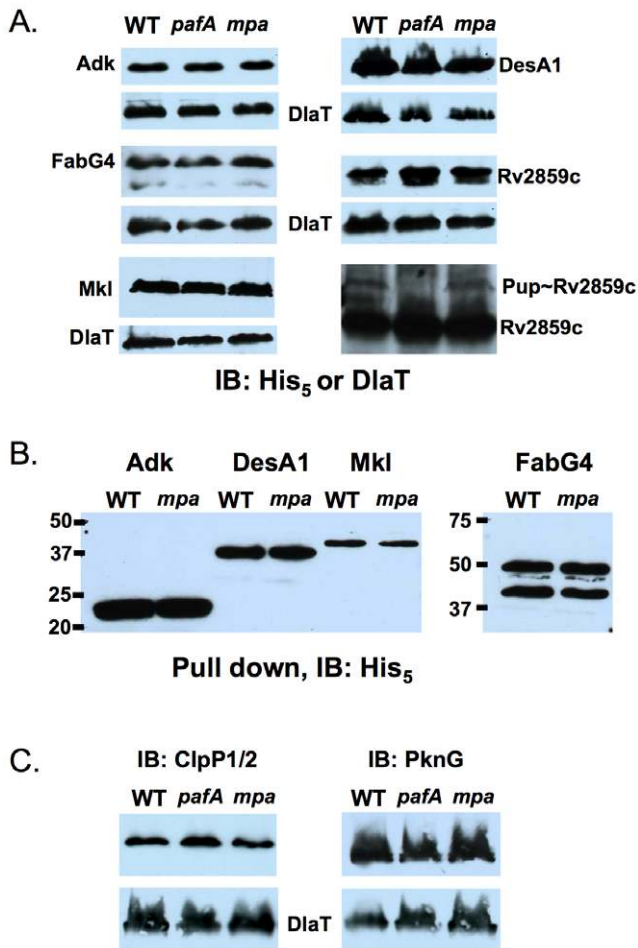 A.
WT pafA mpa
Adk
DlaT
FabG4
DlaT
Mkl
DlaT
WT pafA mpa
DesA1
Rv2859c
Pup~Rv2859c
Rv2859c
IB: His5 or DlaT
B.
Adk DesA1 Mkl
WT mpa WT mpa WT mpa
50
37
25
20
FabG4
WT mpa
75
50
37
Pull down, IB: His5
C.
IB: ClpP1/2
WT pafA mpa
IB: PknG
WT pafA mpa
DlaT